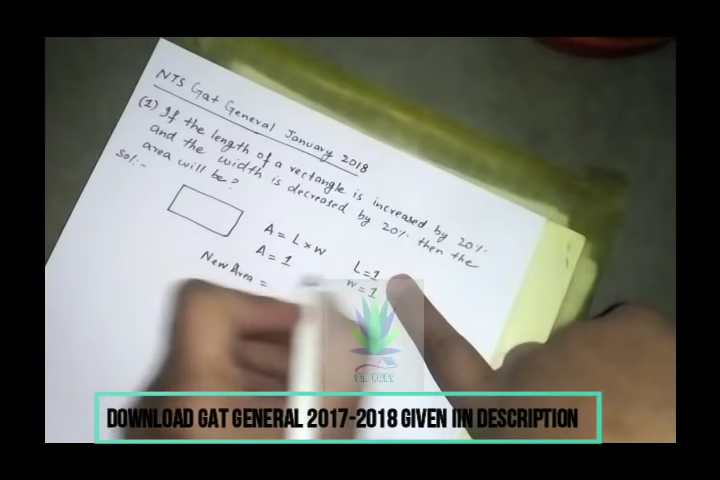 NTS Gat General January 2018
(1) If the length of a rectangle is increased by 20%
and the width is decreased by 20% then the
area will be?
Sol:-
A = L × W
A = 1
L = 1
W = 1
New Area =
DOWNLOAD GAT GENERAL 2017-2018 GIVEN IIN DESCRIPTION